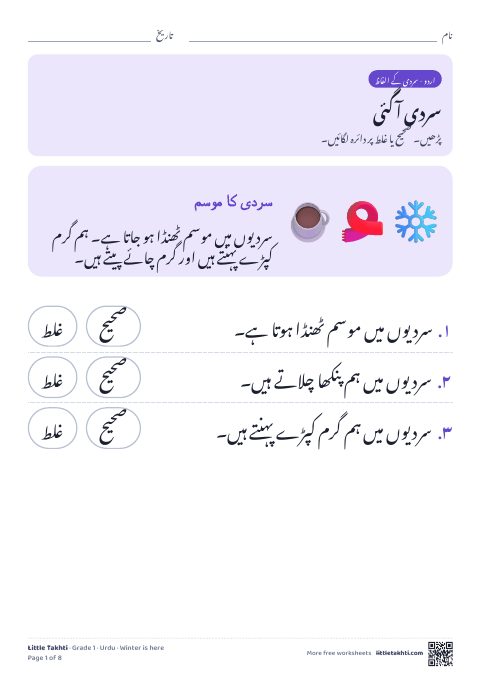 نام
تاریخ
اردو · سردی کے الفاظ
سردی آ گئی
پڑھیں۔ صحیح یا غلط پر دائرہ لگائیں۔
سردی کا موسم
سردیوں میں موسم ٹھنڈا ہو جاتا ہے۔ ہم گرم
کپڑے پہنتے ہیں اور گرم چائے پیتے ہیں۔
۱. سردیوں میں موسم ٹھنڈا ہوتا ہے۔ صحیح غلط
۲. سردیوں میں ہم پنکھا چلاتے ہیں۔ صحیح غلط
۳. سردیوں میں ہم گرم کپڑے پہنتے ہیں۔ صحیح غلط
Little Takhti · Grade 1 · Urdu · Winter is here
Page 1 of 8
More worksheets littletakhti.com